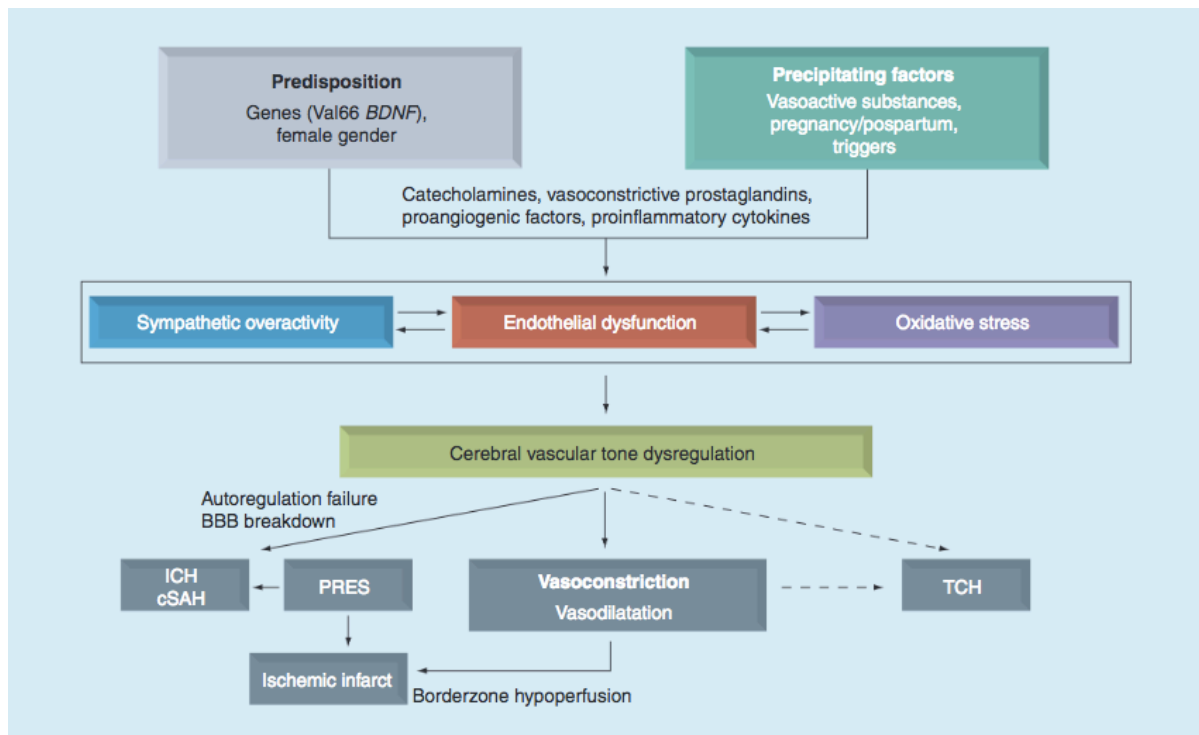 Predisposition
Genes (Val66 BDNF),
female gender
Precipitating factors
Vasoactive substances,
pregnancy/pospartum,
triggers
Catecholamines, vasoconstrictive prostaglandins,
proangiogenic factors, proinflammatory cytokines
Sympathetic overactivity
Endothelial dysfunction
Oxidative stress
Cerebral vascular tone dysregulation
Autoregulation failure
BBB breakdown
ICH
cSAH
PRES
Vasoconstriction
Vasodilatation
TCH
Ischemic infarct
Borderzone hypoperfusion